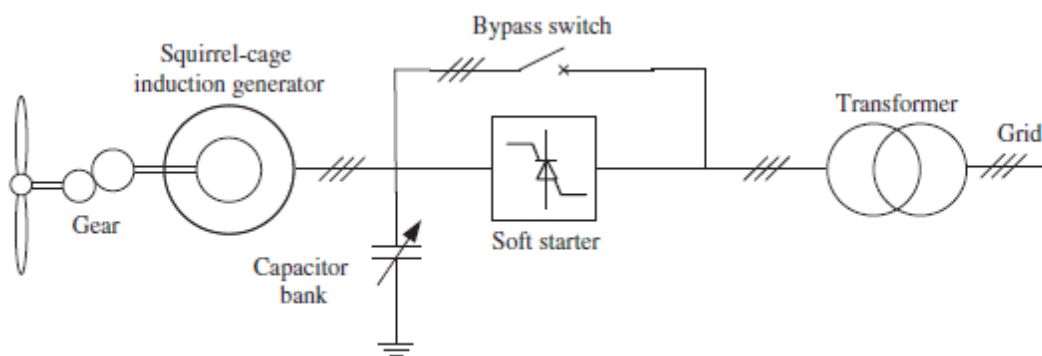 Bypass switch
Squirrel-cage
induction generator
Transformer
Grid
Gear
Soft starter
Capacitor
bank